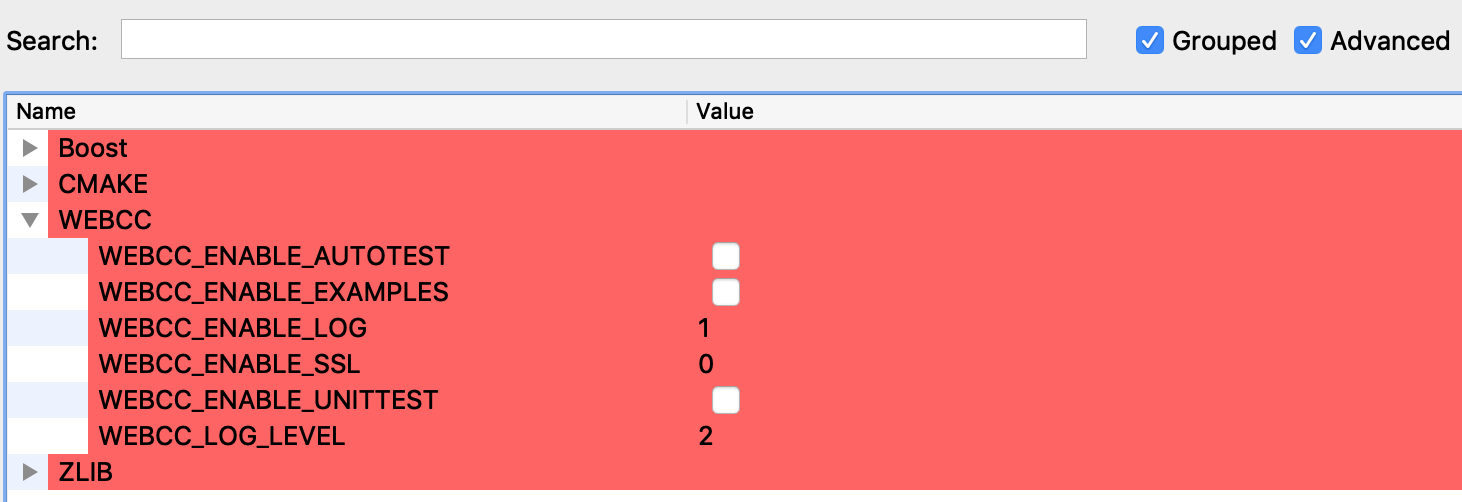 Search: Grouped Advanced
Name Value
Boost
CMAKE
WEBCC
WEBCC_ENABLE_AUTOTEST
WEBCC_ENABLE_EXAMPLES
WEBCC_ENABLE_LOG 1
WEBCC_ENABLE_SSL 0
WEBCC_ENABLE_UNITTEST
WEBCC_LOG_LEVEL 2
ZLIB